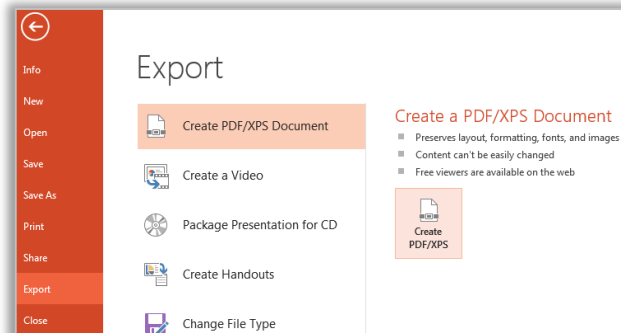 Info
New
Open
Save
Save As
Print
Share
Export
Close
Export
Create PDF/XPS Document
Create a Video
Package Presentation for CD
Create Handouts
Change File Type
Create a PDF/XPS Document
Preserves layout, formatting, fonts, and images
Content can't be easily changed
Free viewers are available on the web
Create
PDF/XPS